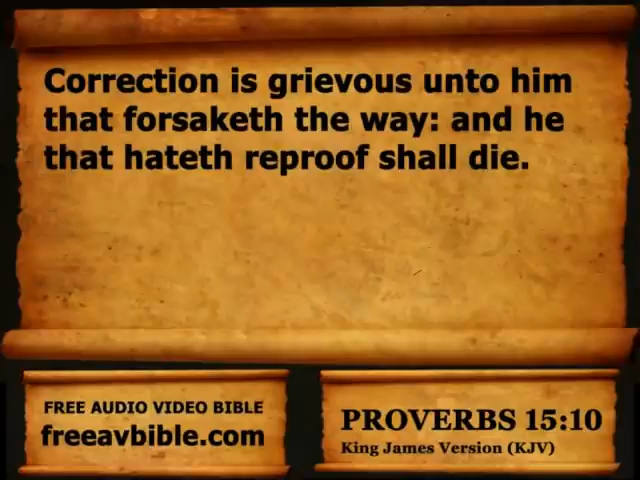 Correction is grievous unto him
that forsaketh the way: and he
that hateth reproof shall die.
FREE AUDIO VIDEO BIBLE
freeavbible.com
PROVERBS 15:10
King James Version (KJV)